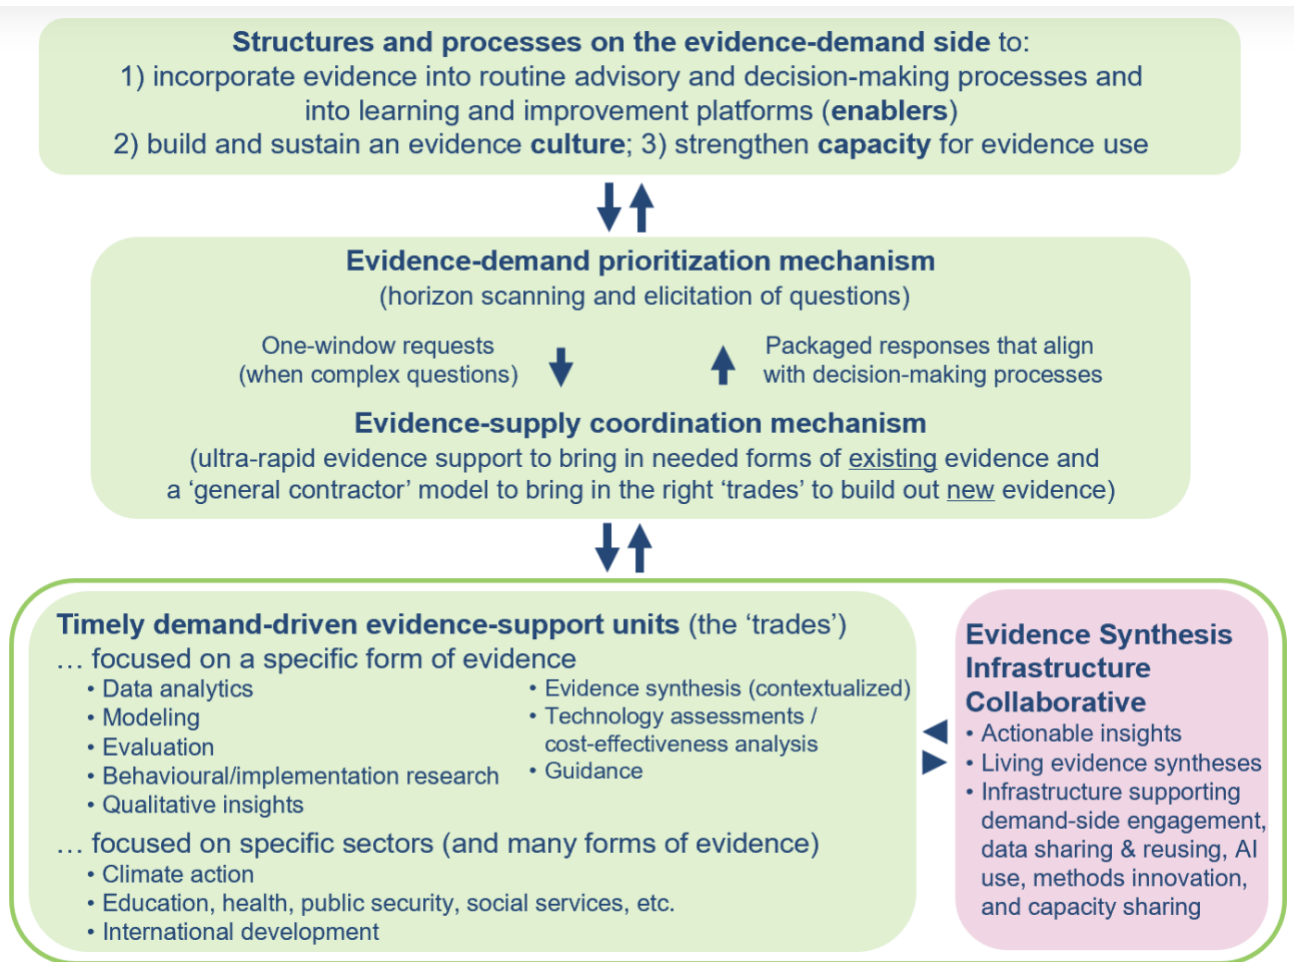 Structures and processes on the evidence-demand side to:
1) incorporate evidence into routine advisory and decision-making processes and
into learning and improvement platforms (enablers)
2) build and sustain an evidence culture; 3) strengthen capacity for evidence use
Evidence-demand prioritization mechanism
(horizon scanning and elicitation of questions)
One-window requests
(when complex questions)
Packaged responses that align
with decision-making processes
Evidence-supply coordination mechanism
(ultra-rapid evidence support to bring in needed forms of existing evidence and
a ‘general contractor’ model to bring in the right ‘trades’ to build out new evidence)
Timely demand-driven evidence-support units (the ‘trades’)
… focused on a specific form of evidence
• Data analytics
• Modeling
• Evaluation
• Behavioural/implementation research
• Qualitative insights
• Evidence synthesis (contextualized)
• Technology assessments /
cost-effectiveness analysis
• Guidance
… focused on specific sectors (and many forms of evidence)
• Climate action
• Education, health, public security, social services, etc.
• International development
Evidence Synthesis
Infrastructure
Collaborative
• Actionable insights
• Living evidence syntheses
• Infrastructure supporting
demand-side engagement,
data sharing & reusing, AI
use, methods innovation,
and capacity sharing